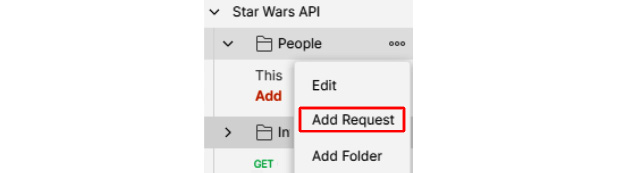 Star Wars API
People
This
Edit
Add
Add Request
In
Add Folder
GET